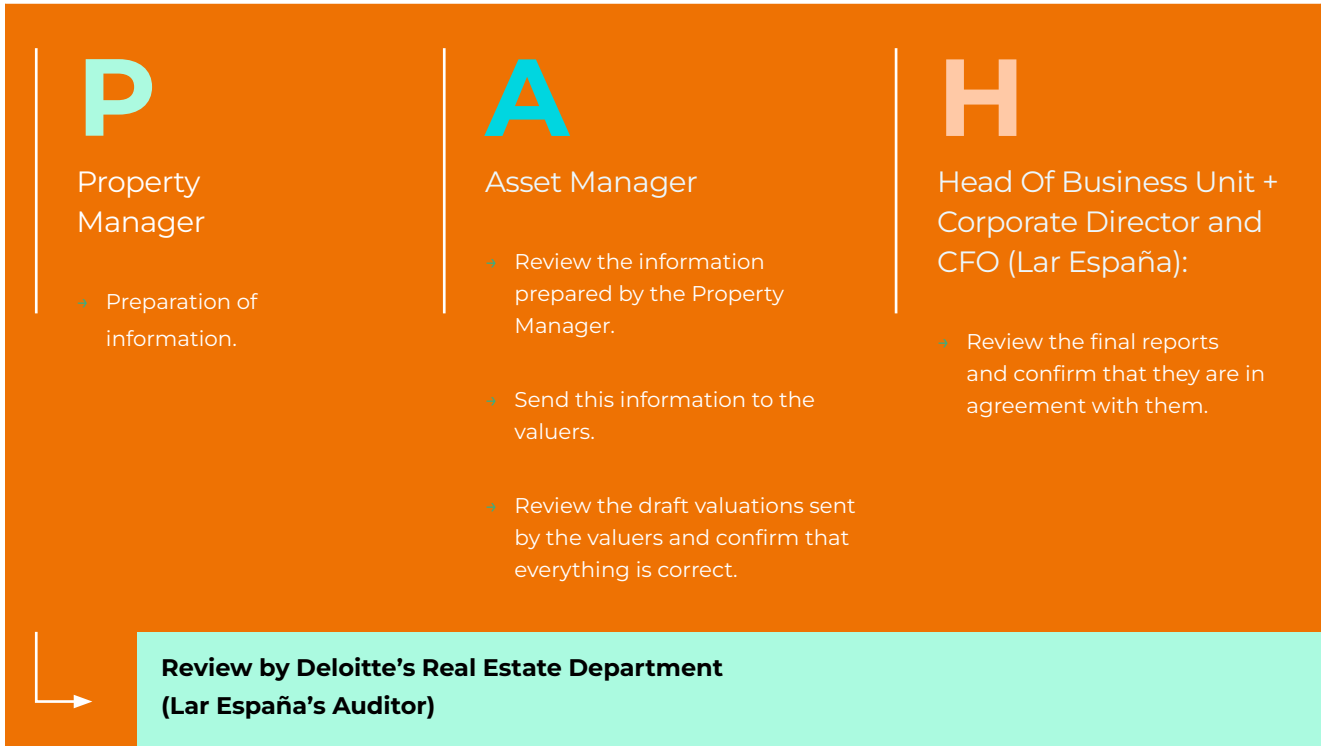 P
Property
Manager
→ Preparation of
information.
A
Asset Manager
→ Review the information
prepared by the Property
Manager.
→ Send this information to the
valuers.
→ Review the draft valuations sent
by the valuers and confirm that
everything is correct.
H
Head Of Business Unit +
Corporate Director and
CFO (Lar España):
→ Review the final reports
and confirm that they are in
agreement with them.
Review by Deloitte’s Real Estate Department
(Lar España’s Auditor)